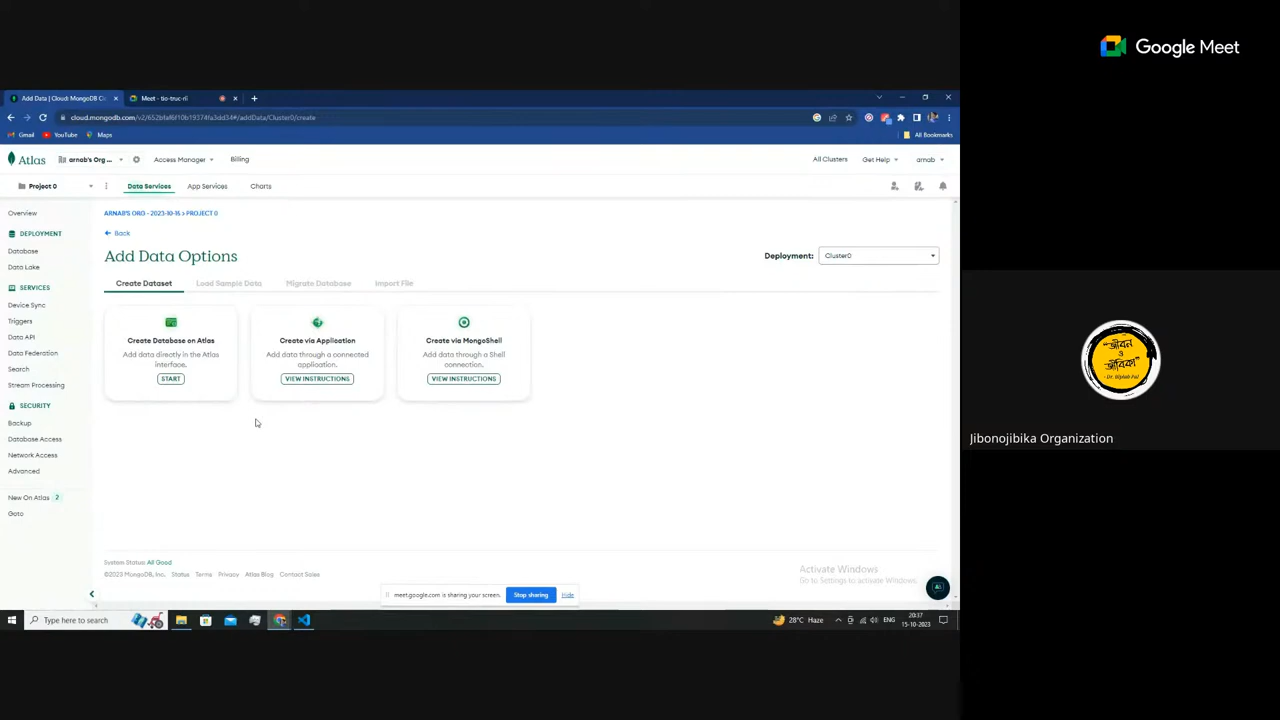 Google Meet
Add Data | Cloud: MongoDB Cl
Meet - tio-truc-rii
cloud.mongodb.com/v2/652bfaf6f10b19374fa3dd34#/addData/Cluster0/create
Gmail
YouTube
Maps
All Bookmarks
Atlas
arnab's Org ...
Access Manager
Billing
All Clusters
Get Help
arnab
Project 0
Data Services
App Services
Charts
Overview
DEPLOYMENT
Database
Data Lake
SERVICES
Device Sync
Triggers
Data API
Data Federation
Search
Stream Processing
SECURITY
Backup
Database Access
Network Access
Advanced
New On Atlas 2
Goto
ARNAB'S ORG - 2023-10-15 > PROJECT 0
Back
Add Data Options
Deployment:
Cluster0
Create Dataset
Load Sample Data
Migrate Database
Import File
Create Database on Atlas
Add data directly in the Atlas
interface.
START
Create via Application
Add data through a connected
application.
VIEW INSTRUCTIONS
Create via MongoShell
Add data through a Shell
connection.
VIEW INSTRUCTIONS
System Status: All Good
©2023 MongoDB, Inc.
Status
Terms
Privacy
Atlas Blog
Contact Sales
Activate Windows
Go to Settings to activate Windows.
meet.google.com is sharing your screen.
Stop sharing
Hide
Type here to search
28°C Haze
ENG
20:37
15-10-2023
"জীবন
ও
জীবিকা"
- Dr. Biplab Pal
Jibonojibika Organization